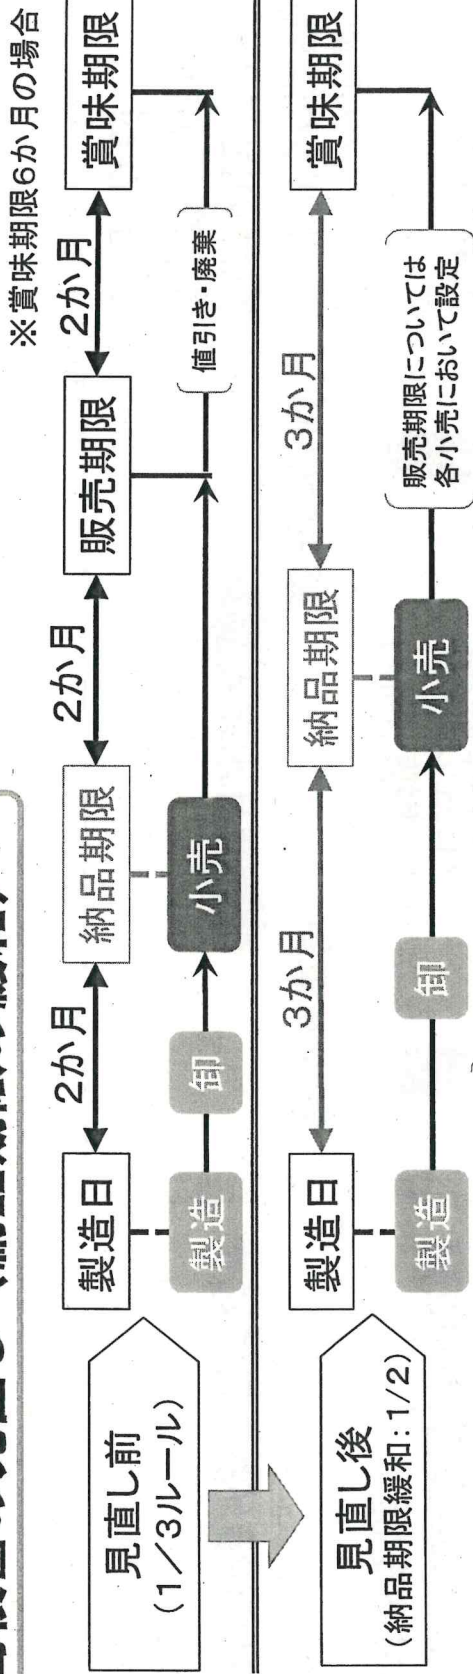 ※賞味期限6か月の場合
見直し前
(1/3ルール)
製造日
2か月
納品期限
2か月
販売期限
2か月
賞味期限
製造
卸
小売
値引き・廃棄
見直し後
(納品期限緩和:1/2)
製造日
3か月
納品期限
3か月
賞味期限
製造
卸
小売
販売期限については
各小売において設定